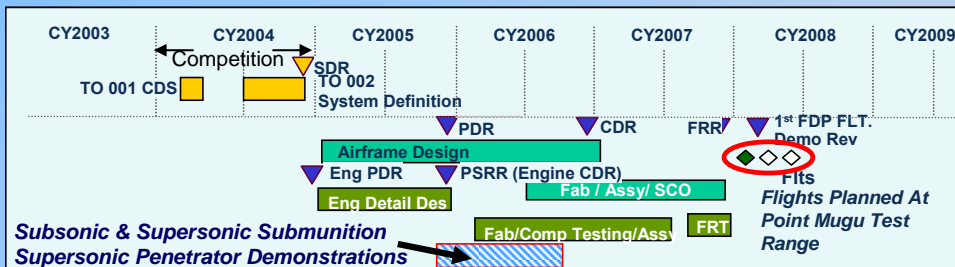 CY2003 CY2004 CY2005 CY2006 CY2007 CY2008 CY2009
Competition
SDR
TO 001 CDS
TO 002
System Definition
PDR
CDR
FRR
1st FDP FLT.
Demo Rev
Airframe Design
Flts
Eng PDR
PSRR (Engine CDR)
Fab / Assy/ SCO
Flights Planned At
Point Mugu Test
Range
Eng Detail Des
Fab/Comp Testing/Assy
FRT
Subsonic & Supersonic Submunition
Supersonic Penetrator Demonstrations